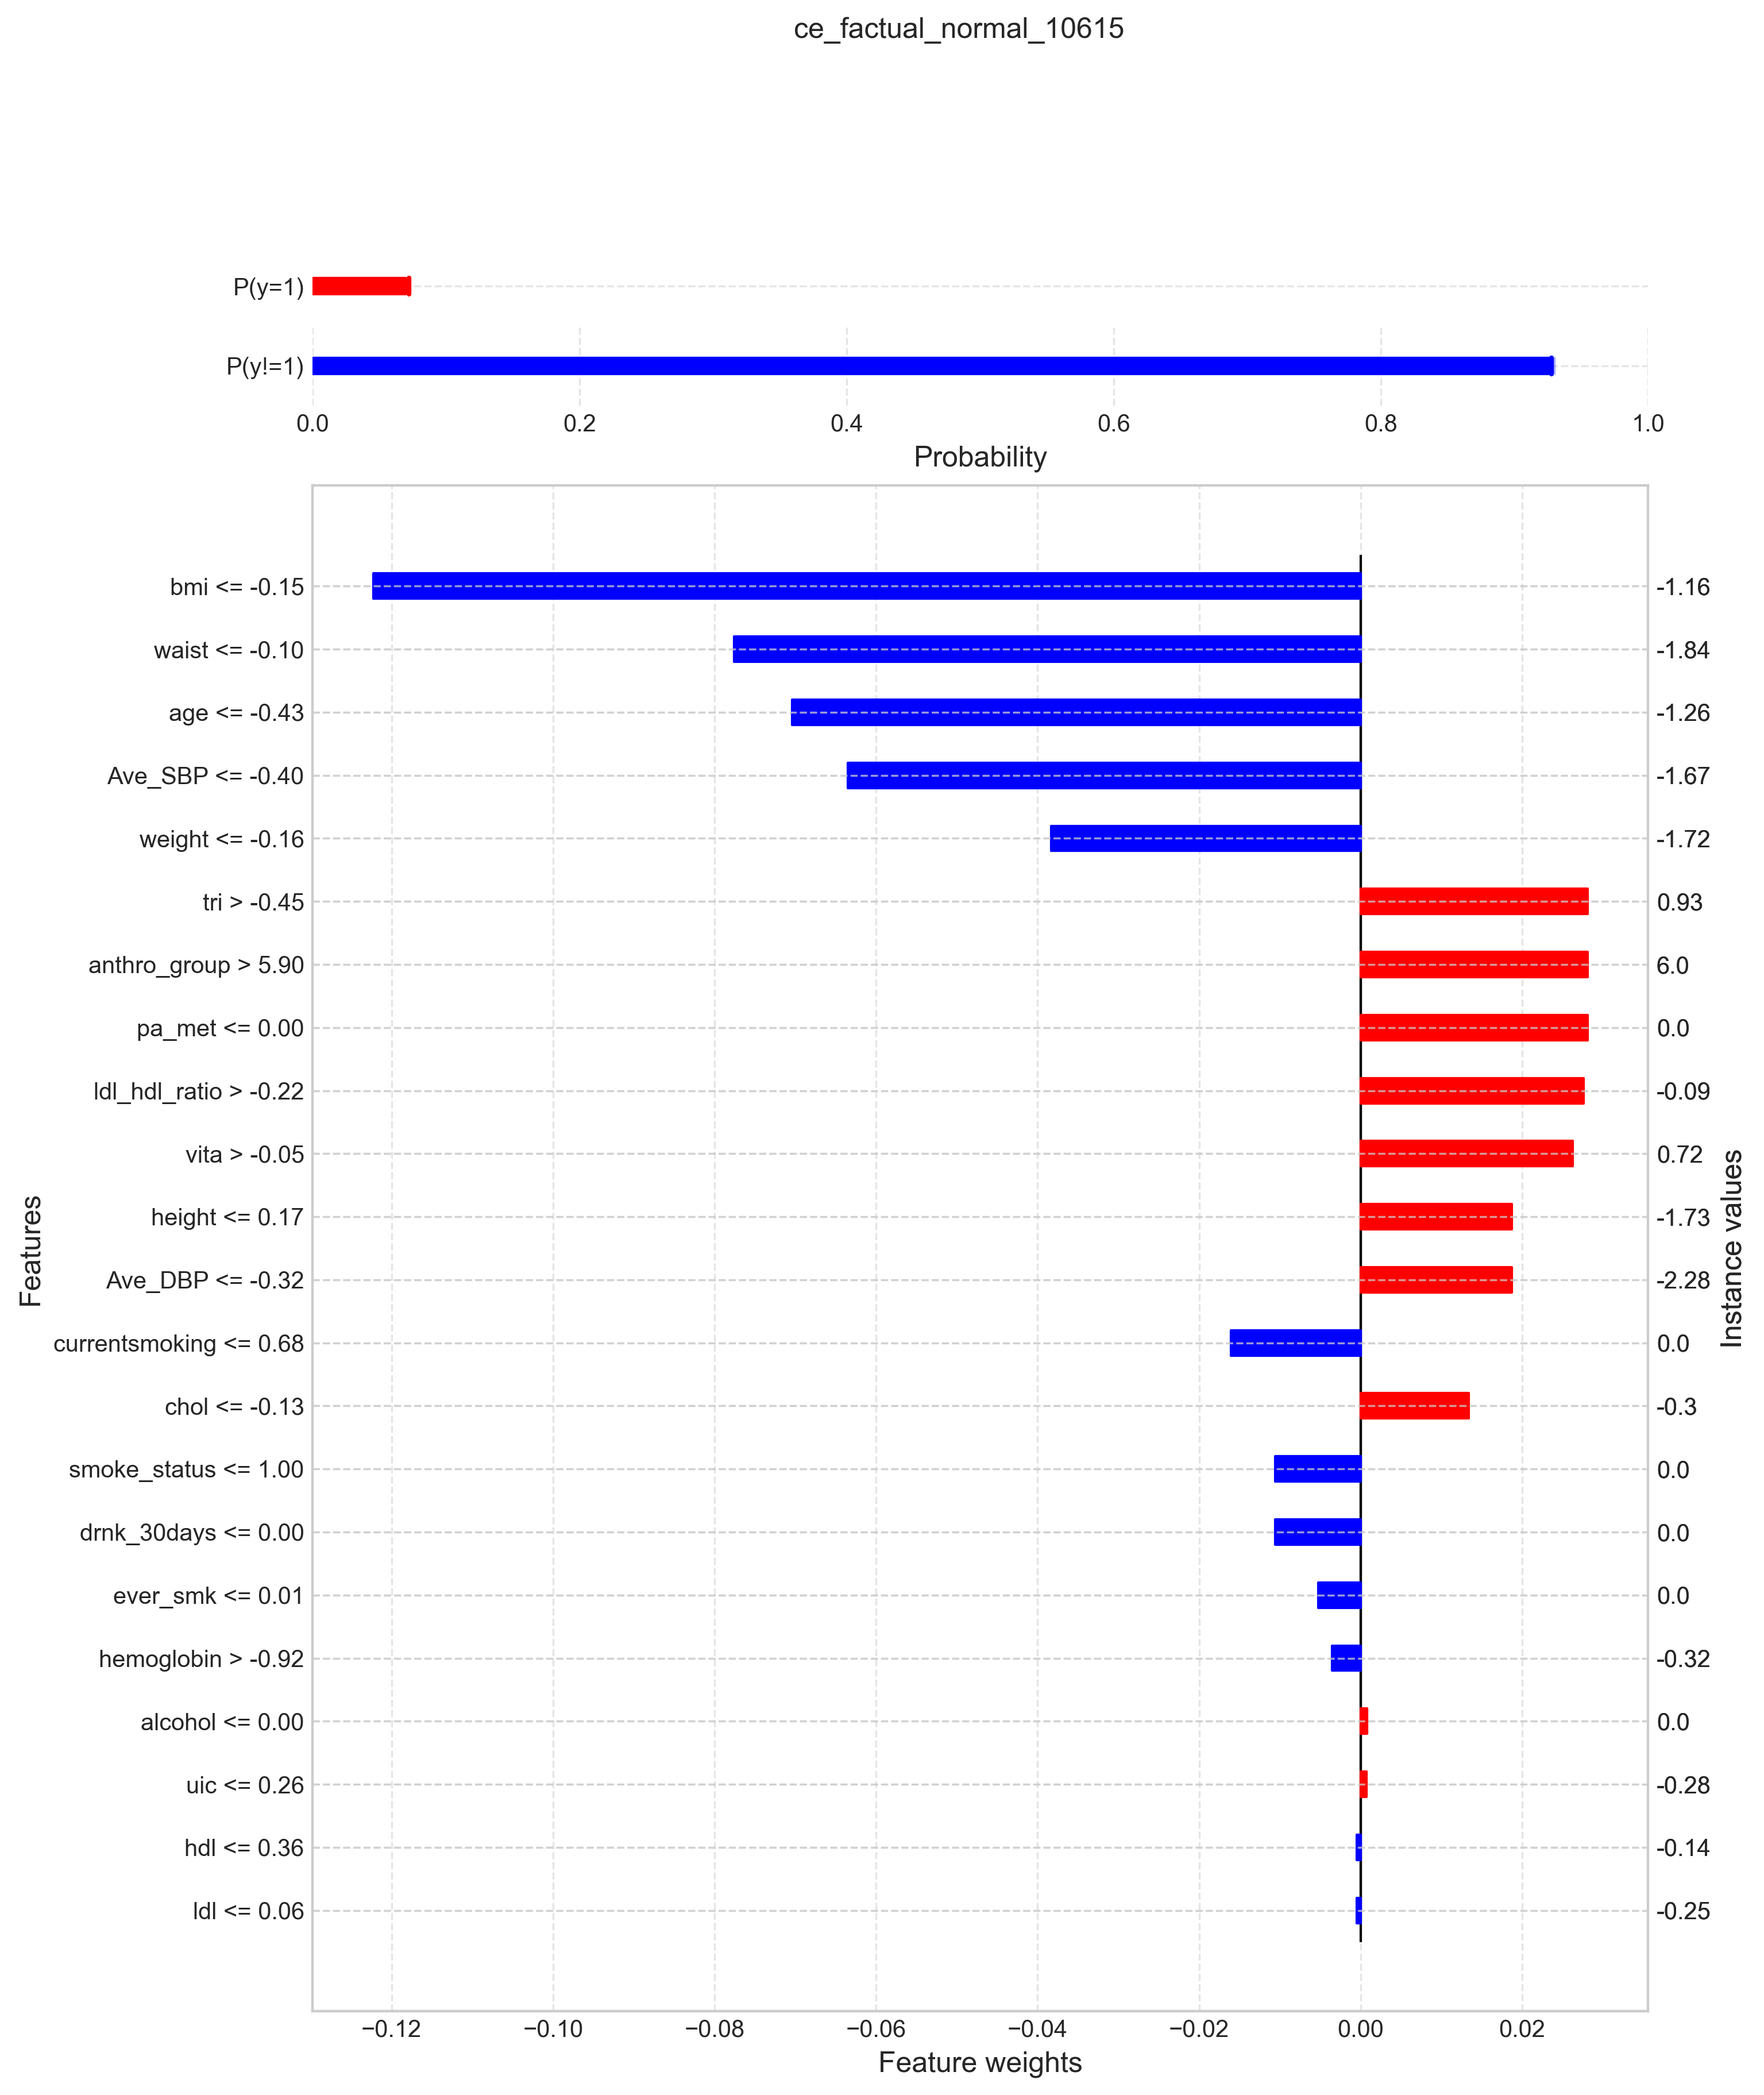 ce_factual_normal_10615
P(y=1)
P(y!=1)
0.0 0.2 0.4 0.6 0.8 1.0
Probability
Features
Instance values
bmi <= -0.15 -1.16
waist <= -0.10 -1.84
age <= -0.43 -1.26
Ave_SBP <= -0.40 -1.67
weight <= -0.16 -1.72
tri > -0.45 0.93
anthro_group > 5.90 6.0
pa_met <= 0.00 0.0
ldl_hdl_ratio > -0.22 -0.09
vita > -0.05 0.72
height <= 0.17 -1.73
Ave_DBP <= -0.32 -2.28
currentsmoking <= 0.68 0.0
chol <= -0.13 -0.3
smoke_status <= 1.00 0.0
drnk_30days <= 0.00 0.0
ever_smk <= 0.01 0.0
hemoglobin > -0.92 -0.32
alcohol <= 0.00 0.0
uic <= 0.26 -0.28
hdl <= 0.36 -0.14
ldl <= 0.06 -0.25
−0.12 −0.10 −0.08 −0.06 −0.04 −0.02 0.00 0.02
Feature weights